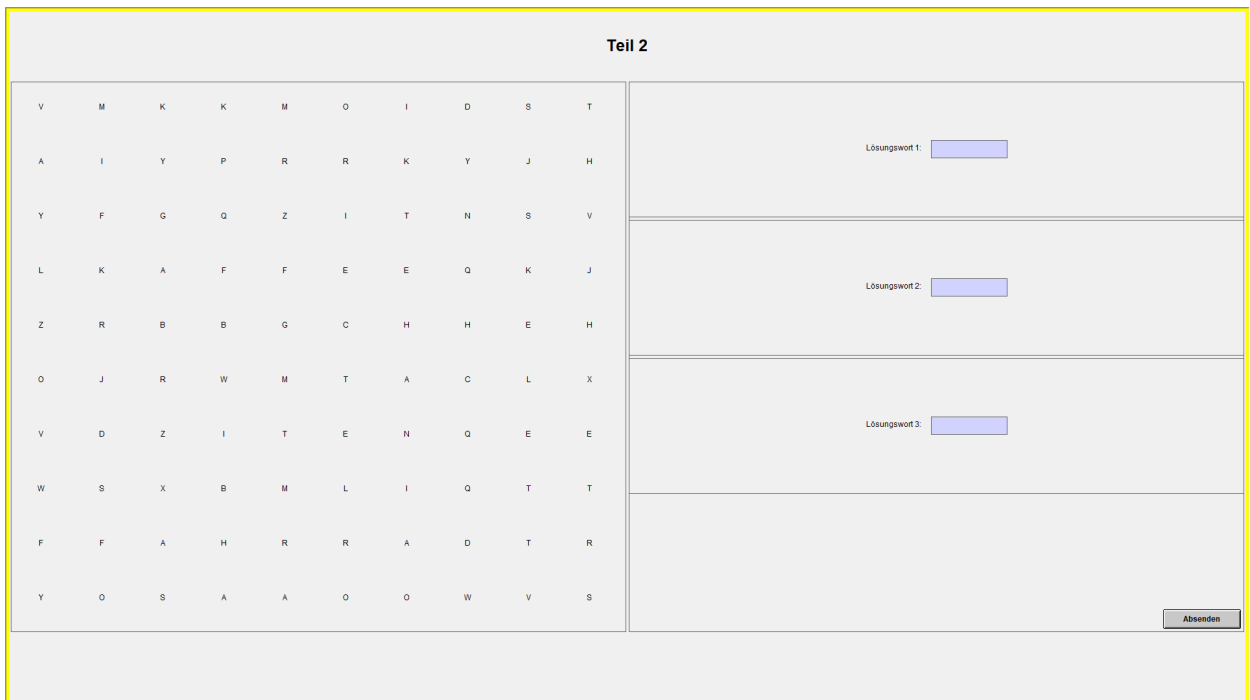 Teil 2
V M K K M O I D S T
A I Y P R R K Y J H
Y F G Q Z I T N S V
L K A F F E E Q K J
Z R B B G C H H E H
O J R W M T A C L X
V D Z I T E N Q E E
W S X B M L I Q T T
F F A H R R A D T R
Y O S A A O O W V S
Lösungswort 1:
Lösungswort 2:
Lösungswort 3:
Absenden